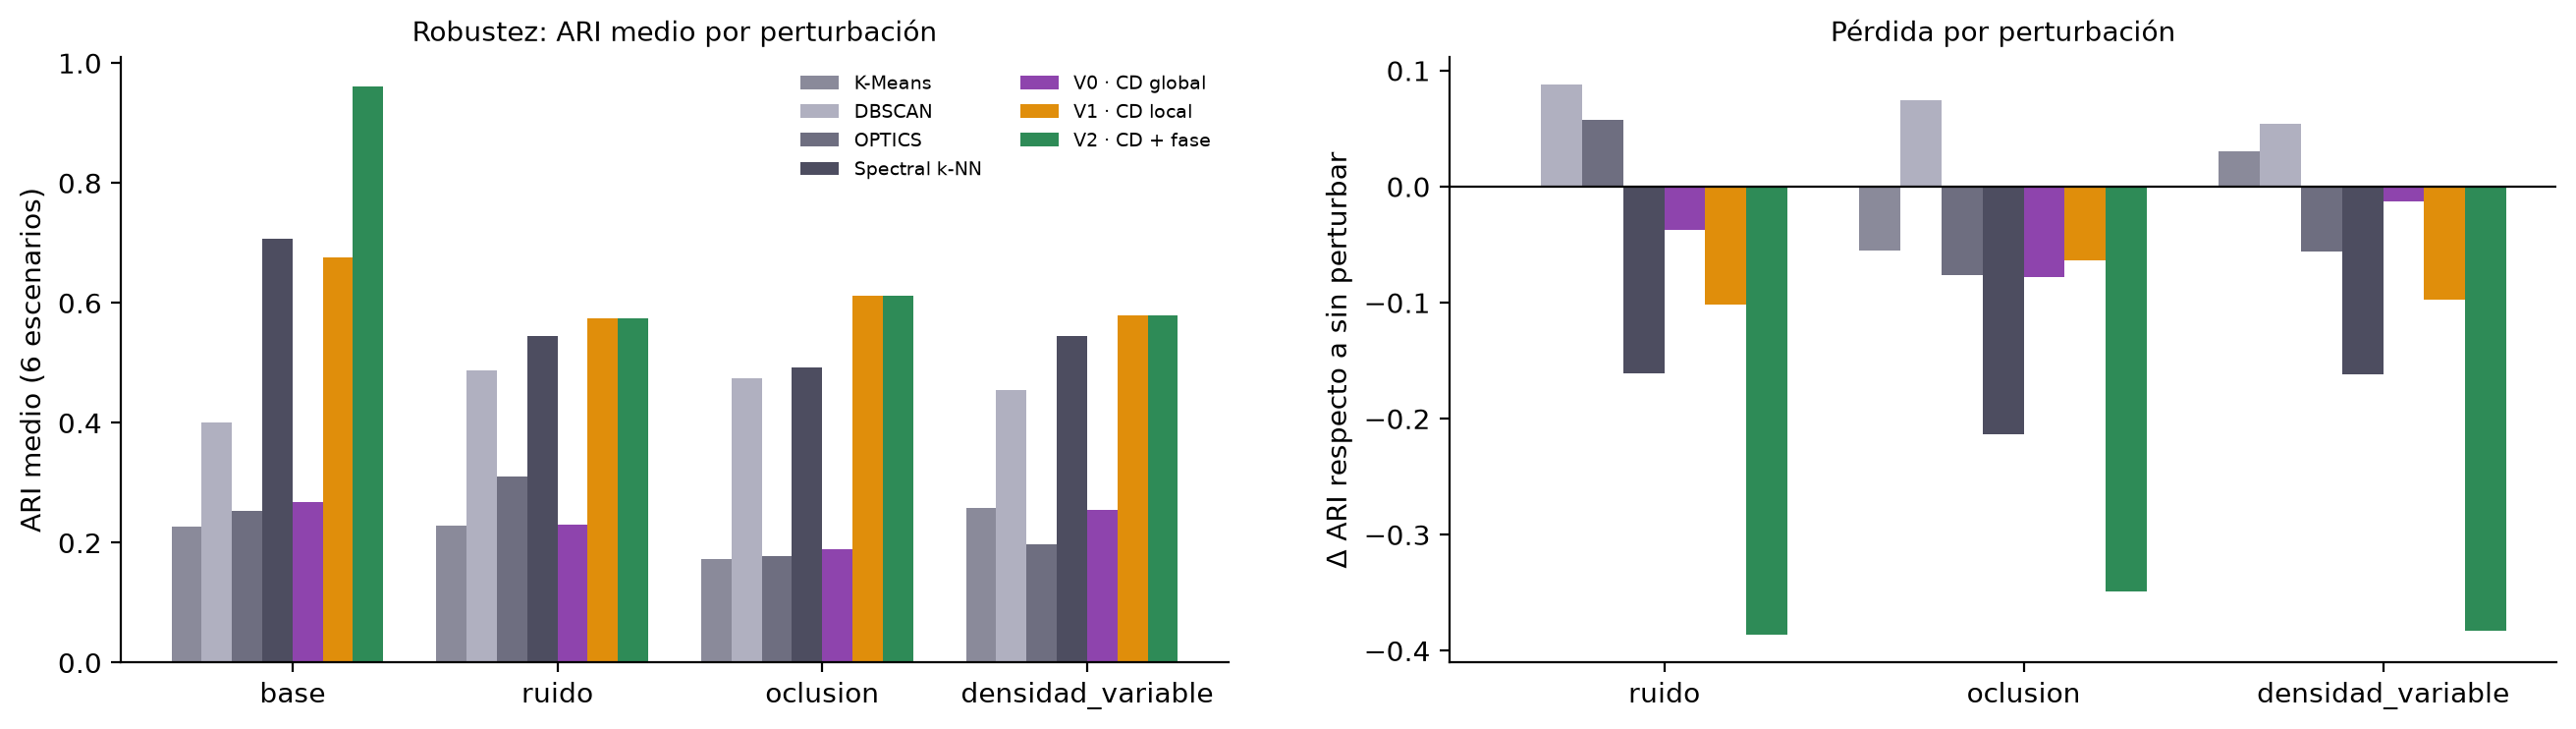 Robustez: ARI medio por perturbación
ARI medio (6 escenarios)
1.0
0.8
0.6
0.4
0.2
0.0
K-Means
DBSCAN
OPTICS
Spectral k-NN
V0 · CD global
V1 · CD local
V2 · CD + fase
base
ruido
oclusion
densidad_variable
Pérdida por perturbación
Δ ARI respecto a sin perturbar
0.1
0.0
−0.1
−0.2
−0.3
−0.4
ruido
oclusion
densidad_variable